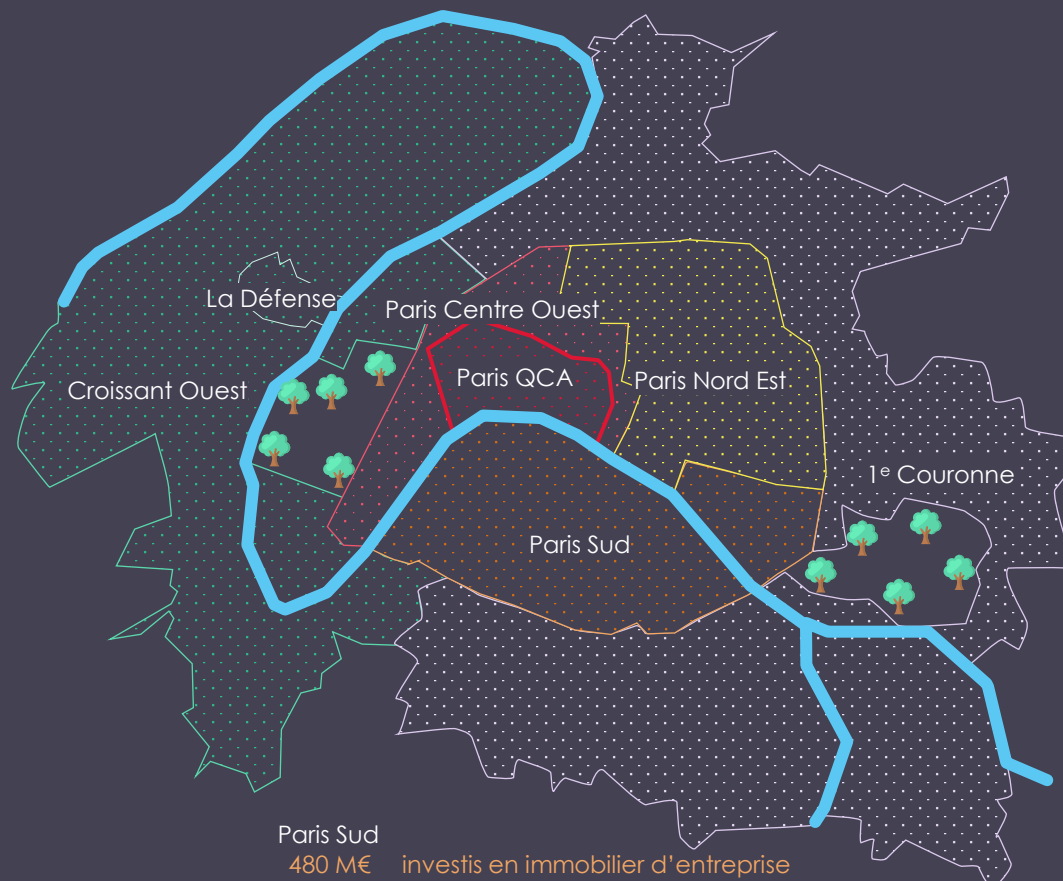 La Défense
Paris Centre Ouest
Croissant Ouest
Paris QCA
Paris Nord Est
1e Couronne
Paris Sud
Paris Sud
480 M€ investis en immobilier d’entreprise